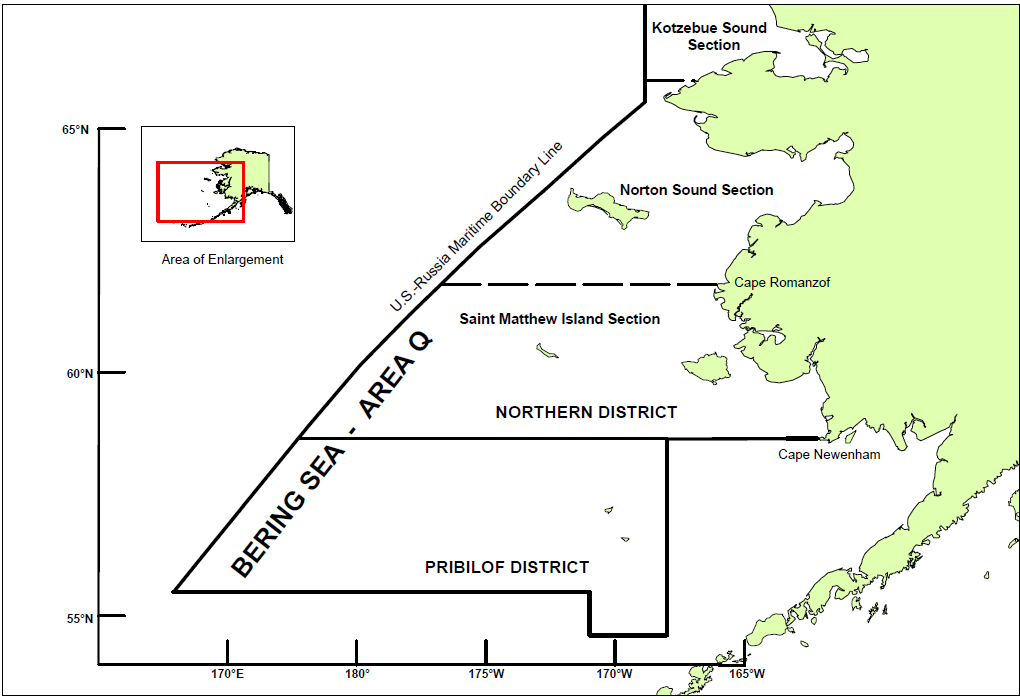 Kotzebue Sound
Section
65°N
U.S.-Russia Maritime Boundary Line
Norton Sound Section
Area of Enlargement
Cape Romanzof
Saint Matthew Island Section
BERING SEA - AREA Q
60°N
NORTHERN DISTRICT
Cape Newenham
PRIBILOF DISTRICT
55°N
170°E
180°
175°W
170°W
165°W